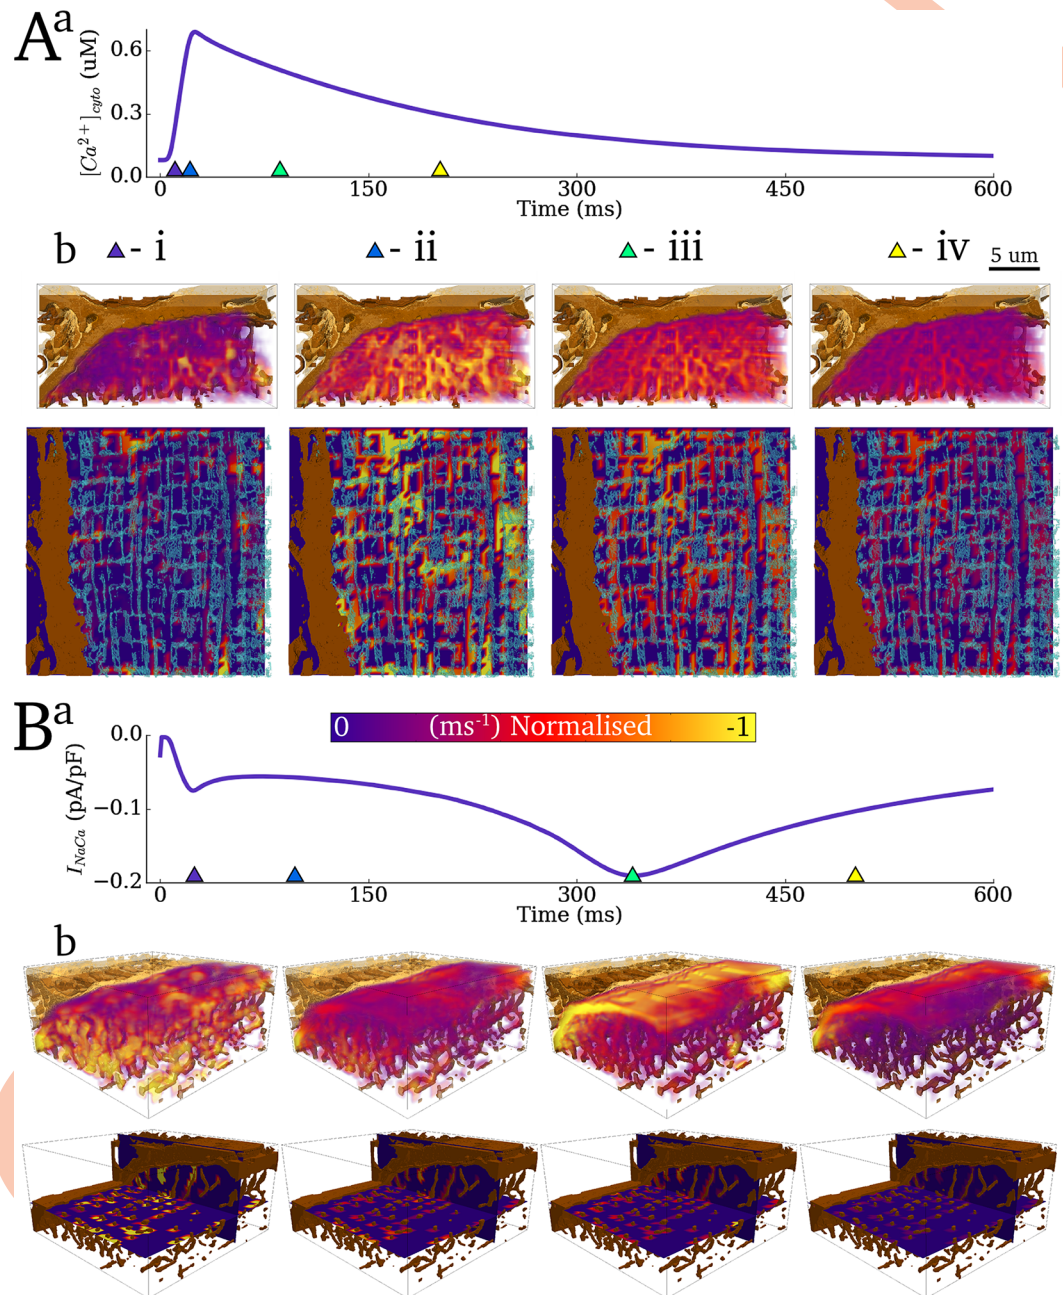 A a
[Ca²⁺]cyto (uM)
0.6
0.3
0.0
0 150 300 450 600
Time (ms)
b - i - ii - iii - iv 5 um
B a
0 (ms⁻¹) Normalised -1
I_NaCa (pA/pF)
0.0
−0.1
−0.2
0 150 300 450 600
Time (ms)
b